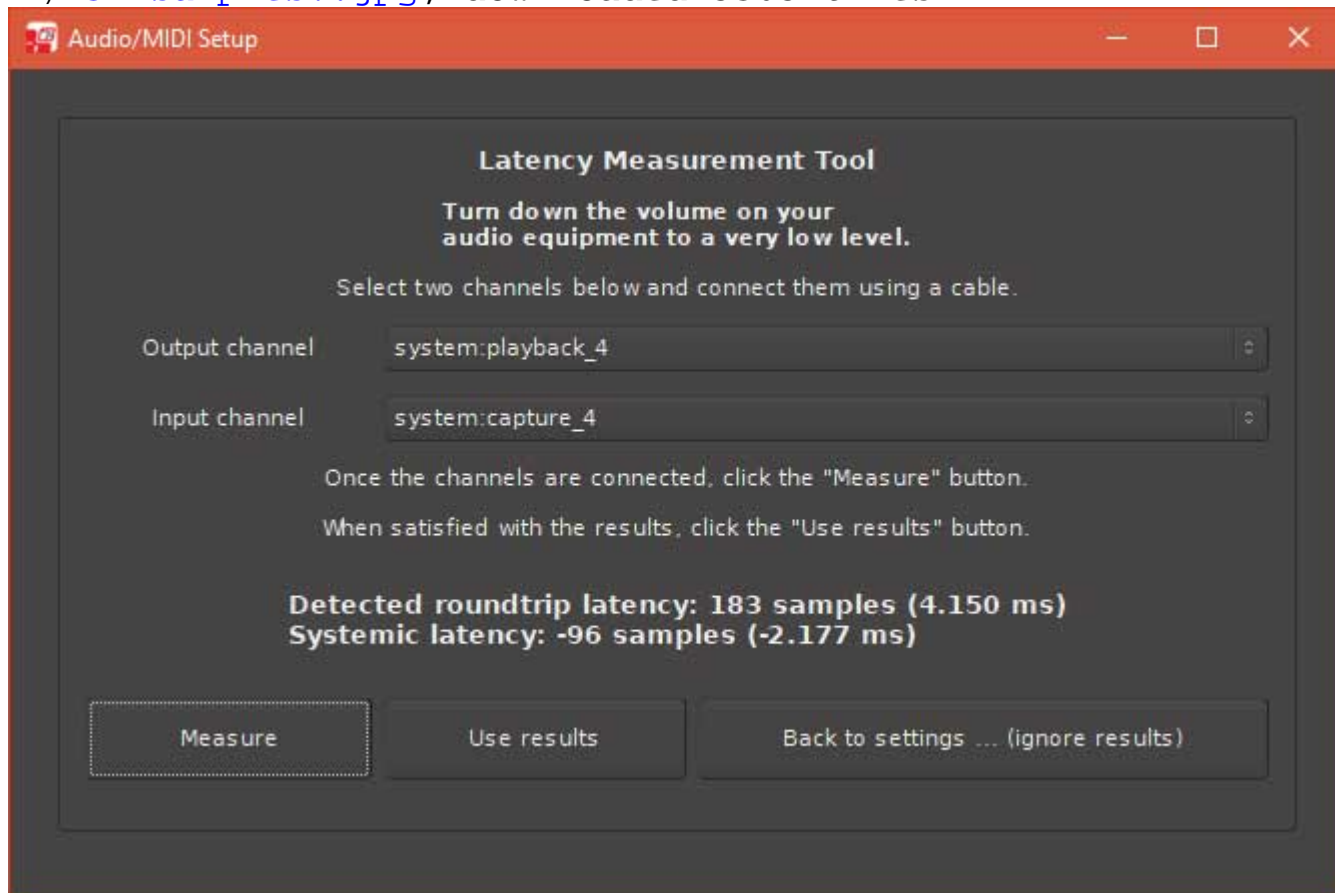 Audio/MIDI Setup
Latency Measurement Tool
Turn down the volume on your
audio equipment to a very low level.
Select two channels below and connect them using a cable.
Output channel system:playback_4
Input channel system:capture_4
Once the channels are connected, click the "Measure" button.
When satisfied with the results, click the "Use results" button.
Detected roundtrip latency: 183 samples (4.150 ms)
Systemic latency: -96 samples (-2.177 ms)
Measure Use results Back to settings ... (ignore results)